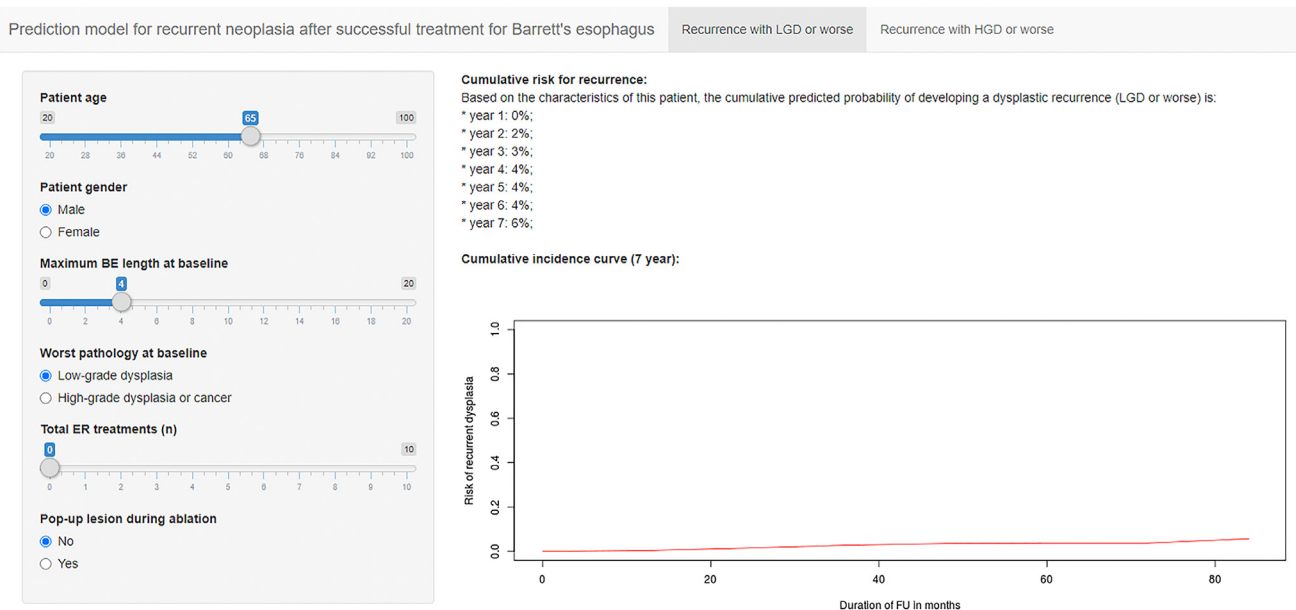 Prediction model for recurrent neoplasia after successful treatment for Barrett's esophagus
Recurrence with LGD or worse
Recurrence with HGD or worse
Patient age
20 65 100
20 28 36 44 52 60 68 76 84 92 100
Patient gender
Male
Female
Maximum BE length at baseline
0 4 20
0 2 4 6 8 10 12 14 16 18 20
Worst pathology at baseline
Low-grade dysplasia
High-grade dysplasia or cancer
Total ER treatments (n)
0 10
0 1 2 3 4 5 6 7 8 9 10
Pop-up lesion during ablation
No
Yes
Cumulative risk for recurrence:
Based on the characteristics of this patient, the cumulative predicted probability of developing a dysplastic recurrence (LGD or worse) is:
* year 1: 0%;
* year 2: 2%;
* year 3: 3%;
* year 4: 4%;
* year 5: 4%;
* year 6: 4%;
* year 7: 6%;
Cumulative incidence curve (7 year):
Risk of recurrent dysplasia
1.0
0.8
0.6
0.4
0.2
0.0
0 20 40 60 80
Duration of FU in months